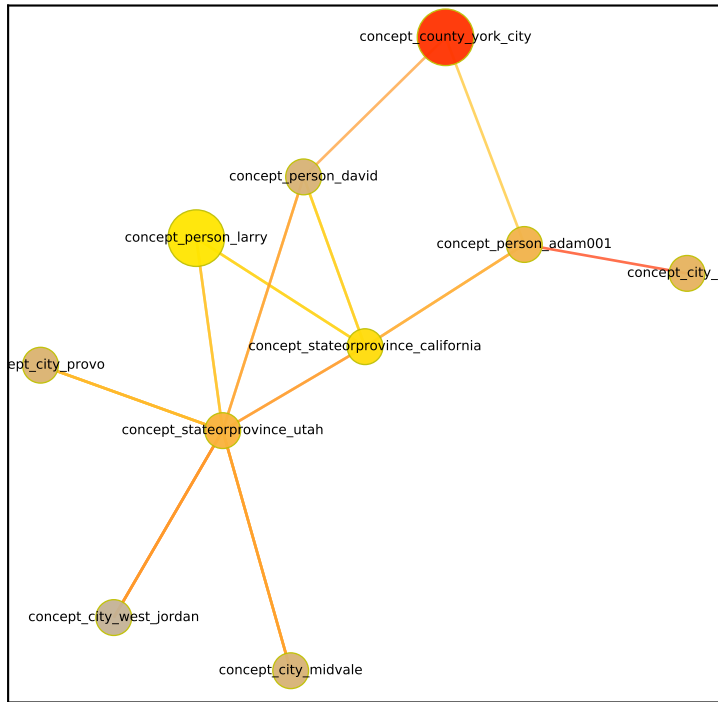 concept_county_york_city
concept_person_david
concept_person_larry
concept_person_adam001
concept_city_
concept_stateorprovince_california
ept_city_provo
concept_stateorprovince_utah
concept_city_west_jordan
concept_city_midvale